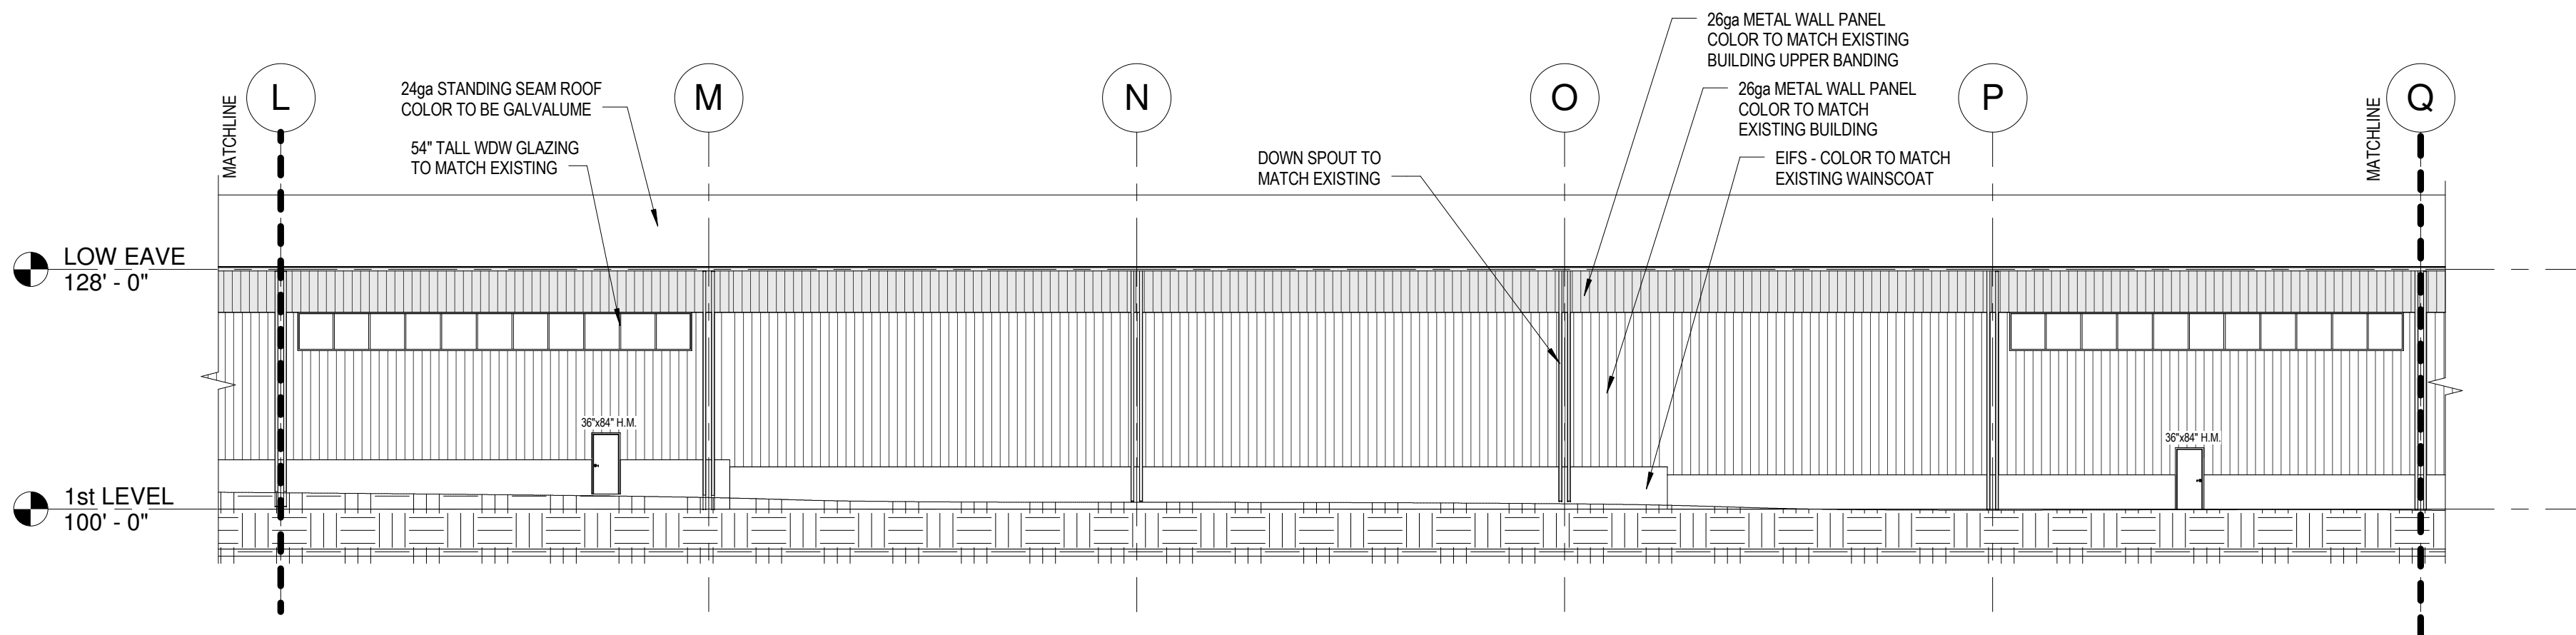 26ga METAL WALL PANEL
COLOR TO MATCH EXISTING
BUILDING UPPER BANDING
24ga STANDING SEAM ROOF
COLOR TO BE GALVALUME
26ga METAL WALL PANEL
COLOR TO MATCH
EXISTING BUILDING
MATCHLINE
L
M
N
O
P
MATCHLINE
Q
54" TALL WDW GLAZING
TO MATCH EXISTING
DOWN SPOUT TO
MATCH EXISTING
EIFS - COLOR TO MATCH
EXISTING WAINSCOAT
LOW EAVE
128' - 0"
36"x84" H.M.
36"x84" H.M.
1st LEVEL
100' - 0"